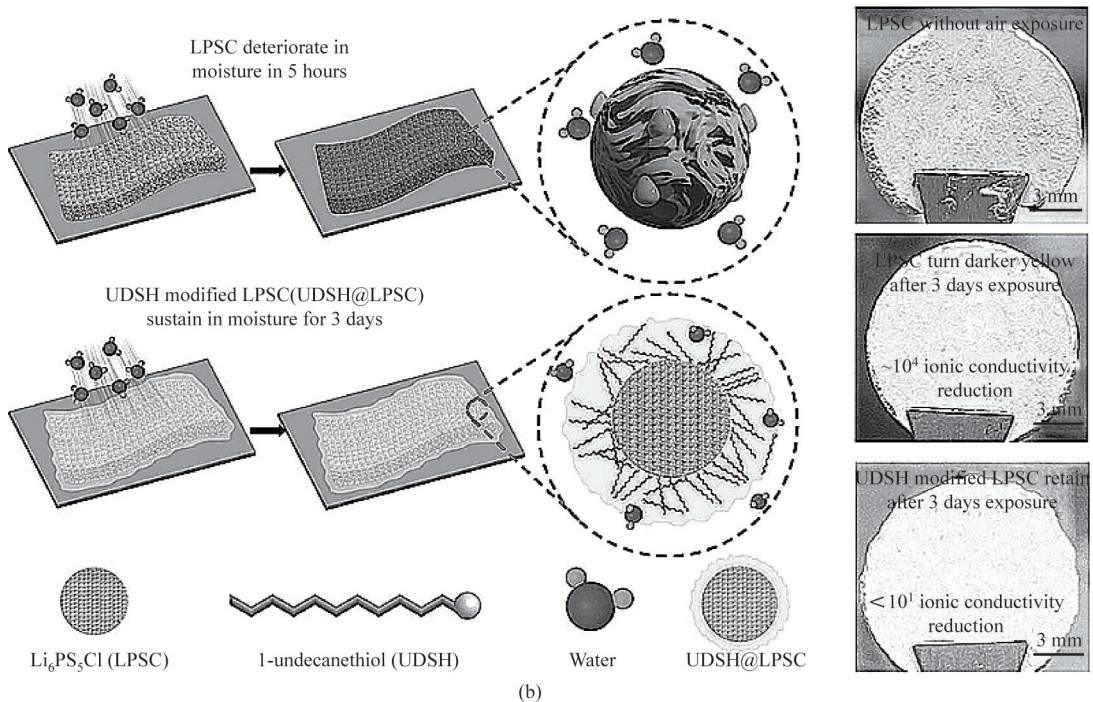 LPSC deteriorate in
moisture in 5 hours
UDSH modified LPSC(UDSH@LPSC)
sustain in moisture for 3 days
Li₆PS₅Cl (LPSC)
1-undecanethiol (UDSH)
Water
UDSH@LPSC
LPSC without air exposure
3 mm
LPSC turn darker yellow
after 3 days exposure
~10⁴ ionic conductivity
reduction
3 mm
UDSH modified LPSC retain
after 3 days exposure
<10¹ ionic conductivity
reduction
3 mm
(b)